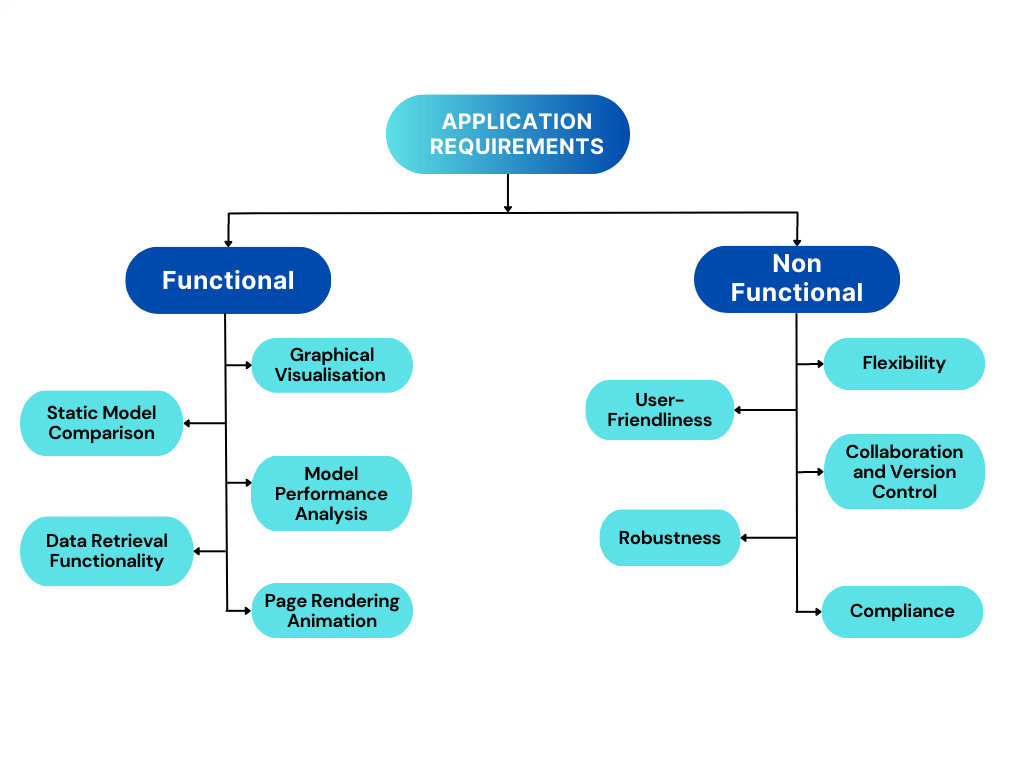 APPLICATION
REQUIREMENTS
Functional
Non
Functional
Graphical
Visualisation
Static Model
Comparison
Model
Performance
Analysis
Data Retrieval
Functionality
Page Rendering
Animation
Flexibility
User-
Friendliness
Collaboration
and Version
Control
Robustness
Compliance